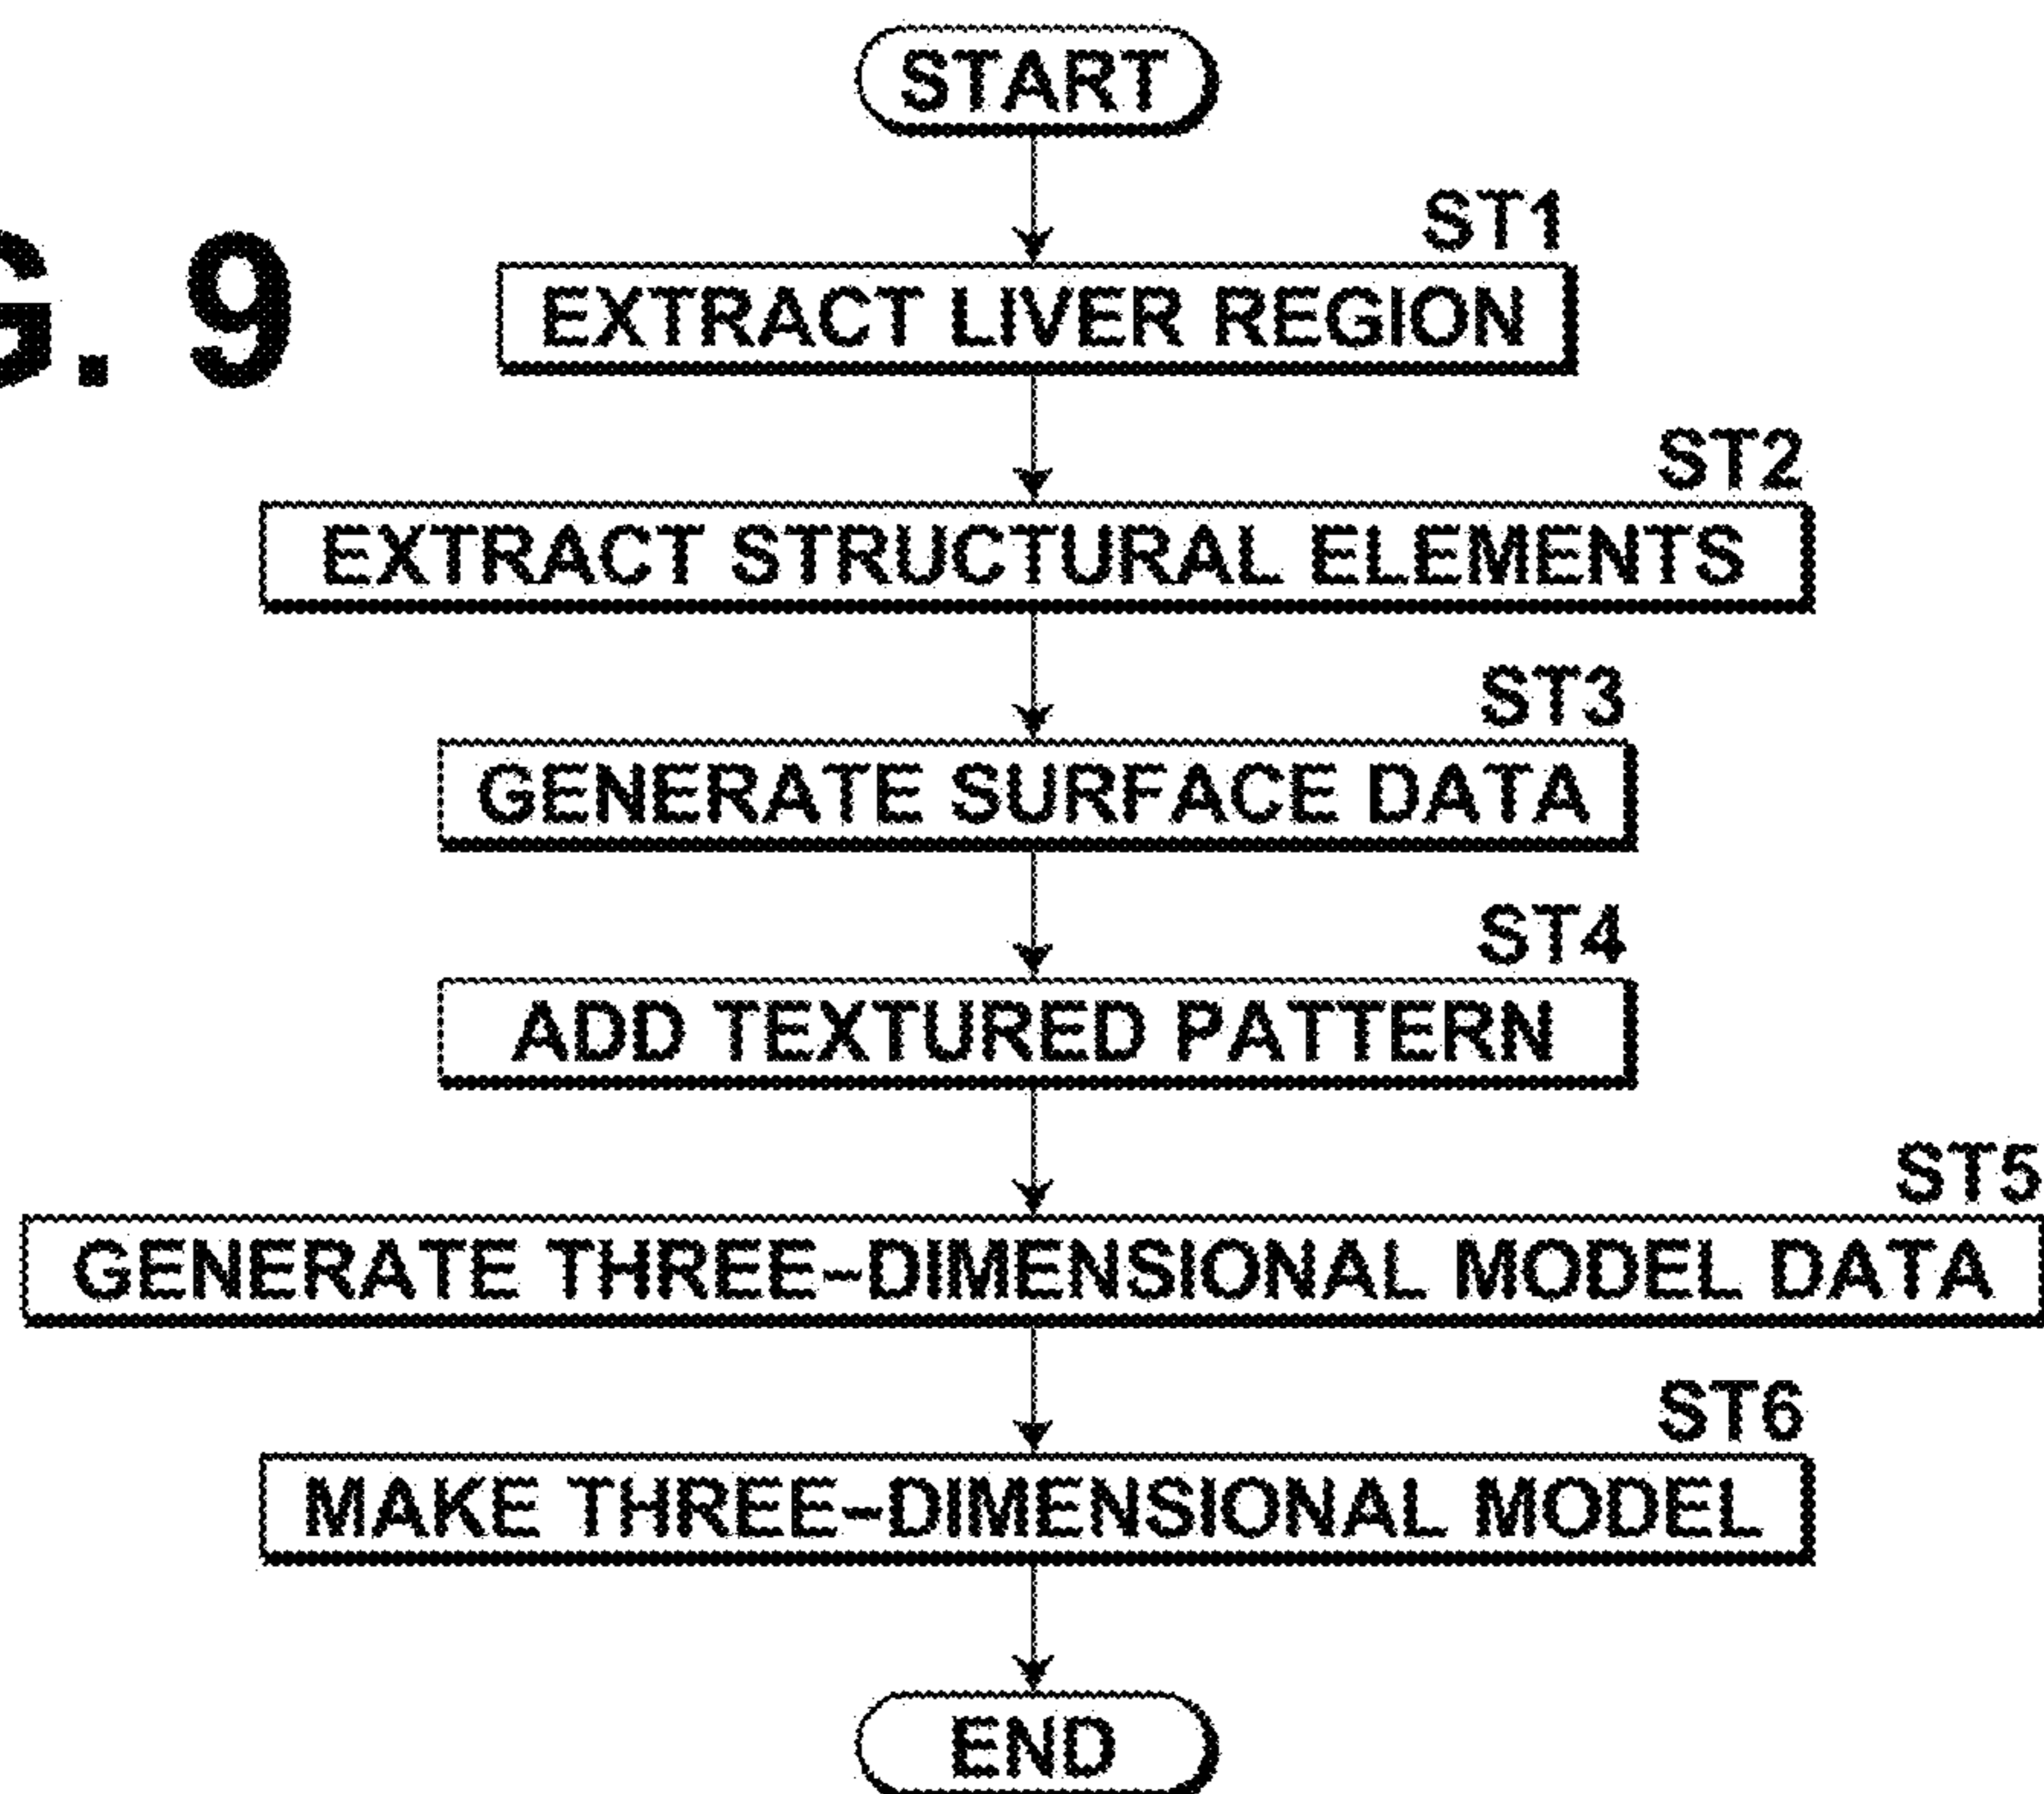 G. 9
START
ST1
EXTRACT LIVER REGION
ST2
EXTRACT STRUCTURAL ELEMENTS
ST3
GENERATE SURFACE DATA
ST4
ADD TEXTURED PATTERN
ST5
GENERATE THREE-DIMENSIONAL MODEL DATA
ST6
MAKE THREE-DIMENSIONAL MODEL
END